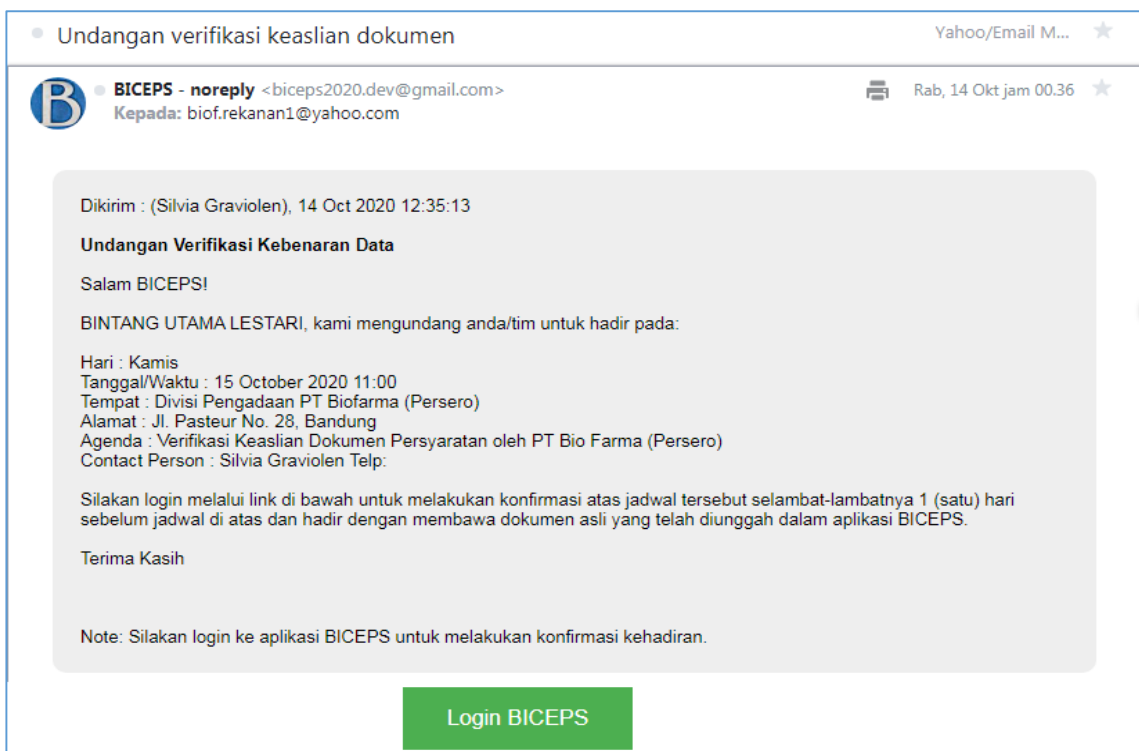 Undangan verifikasi keaslian dokumen
Yahoo/Email M...
B
BICEPS - noreply <biceps2020.dev@gmail.com>
Rab, 14 Okt jam 00.36
Kepada: biof.rekanan1@yahoo.com
Dikirim : (Silvia Graviolen), 14 Oct 2020 12:35:13
Undangan Verifikasi Kebenaran Data
Salam BICEPS!
BINTANG UTAMA LESTARI, kami mengundang anda/tim untuk hadir pada:
Hari : Kamis
Tanggal/Waktu : 15 October 2020 11:00
Tempat : Divisi Pengadaan PT Biofarma (Persero)
Alamat : Jl. Pasteur No. 28, Bandung
Agenda : Verifikasi Keaslian Dokumen Persyaratan oleh PT Bio Farma (Persero)
Contact Person : Silvia Graviolen Telp:
Silakan login melalui link di bawah untuk melakukan konfirmasi atas jadwal tersebut selambat-lambatnya 1 (satu) hari
sebelum jadwal di atas dan hadir dengan membawa dokumen asli yang telah diunggah dalam aplikasi BICEPS.
Terima Kasih
Note: Silakan login ke aplikasi BICEPS untuk melakukan konfirmasi kehadiran.
Login BICEPS